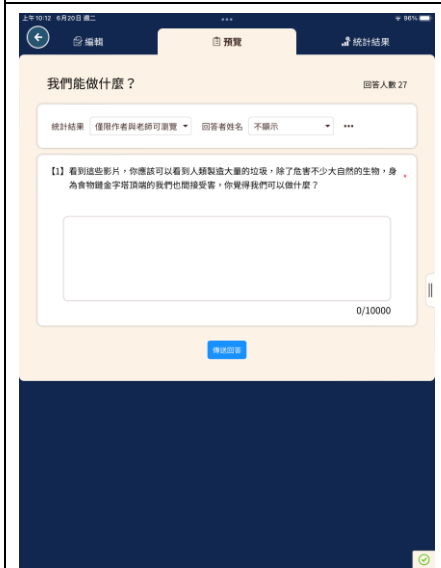 上午10:12 6月20日 週二
96%
編輯
預覽
統計結果
我們能做什麼？
回答人數 27
統計結果 僅限作者與老師可瀏覽 回答者姓名 不顯示
【1】看到這些影片，你應該可以看到人類製造大量的垃圾，除了危害不少大自然的生物，身
為食物鏈金字塔頂端的我們也間接受害，你覺得我們可以做什麼？
0/10000
傳送回答